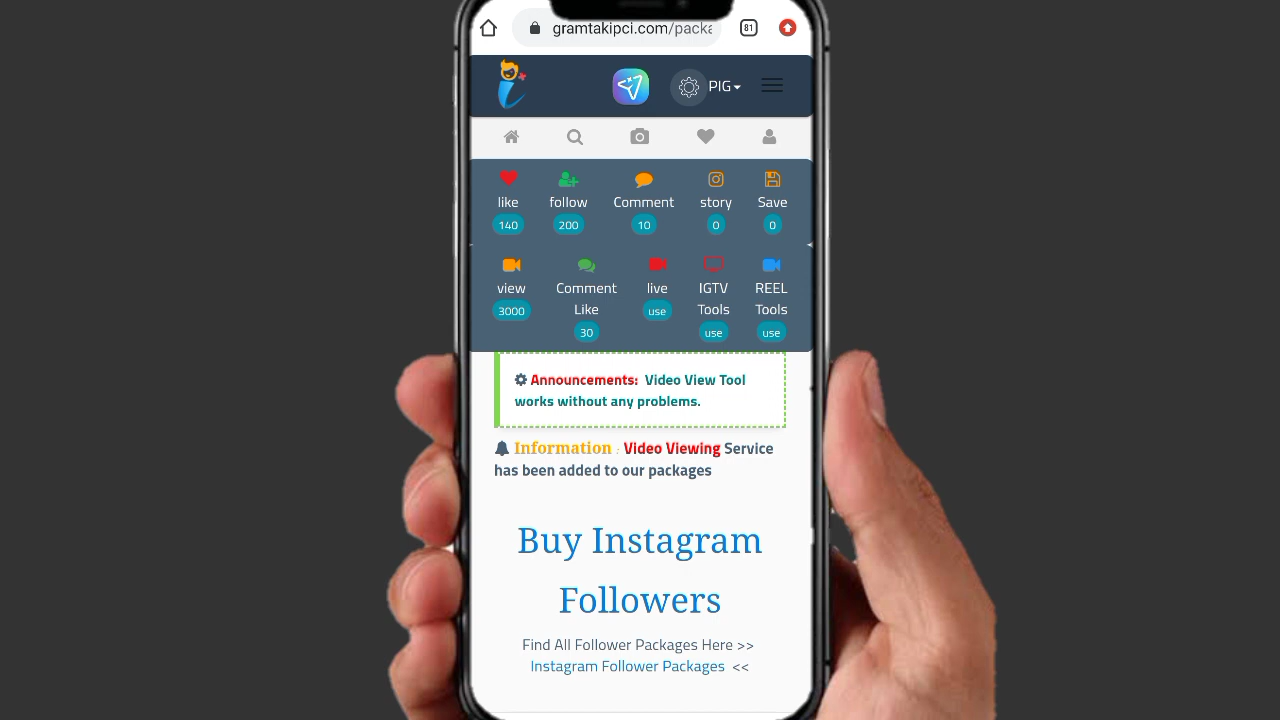 gramtakipci.com/packa
81
PIG
like follow Comment story Save
140 200 10 0 0
view Comment Like live IGTV Tools REEL Tools
3000 30 use use use
Announcements: Video View Tool
works without any problems.
Information : Video Viewing Service
has been added to our packages
Buy Instagram
Followers
Find All Follower Packages Here >>
Instagram Follower Packages <<